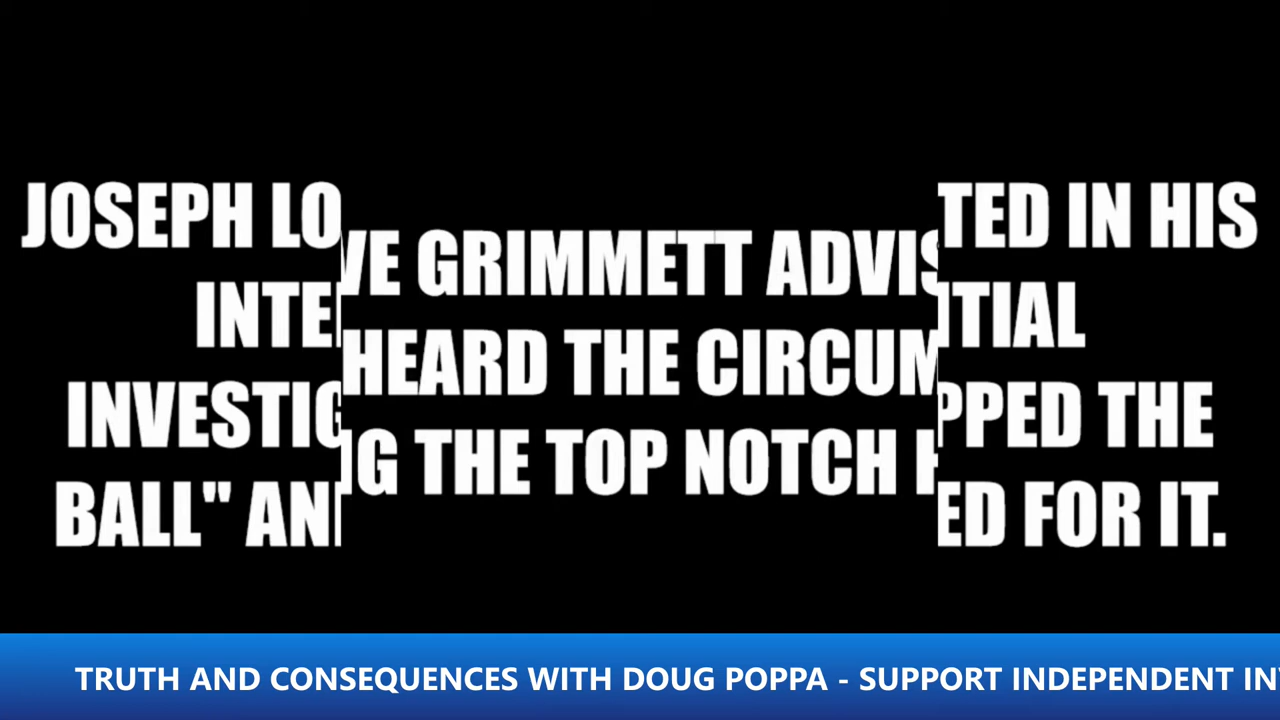 JOSEPH LO TED IN HIS
VE GRIMMETT ADVIS
INTE TIAL
HEARD THE CIRCUM
INVESTIG PPED THE
G THE TOP NOTCH
BALL" AN ED FOR IT.
TRUTH AND CONSEQUENCES WITH DOUG POPPA - SUPPORT INDEPENDENT IN